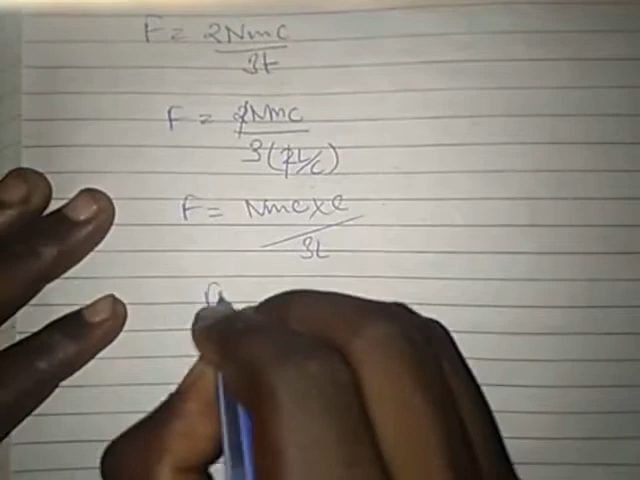 F = 2Nmc
3t
F = 2Nmc
3(2L/c)
F = Nmc×c
3L